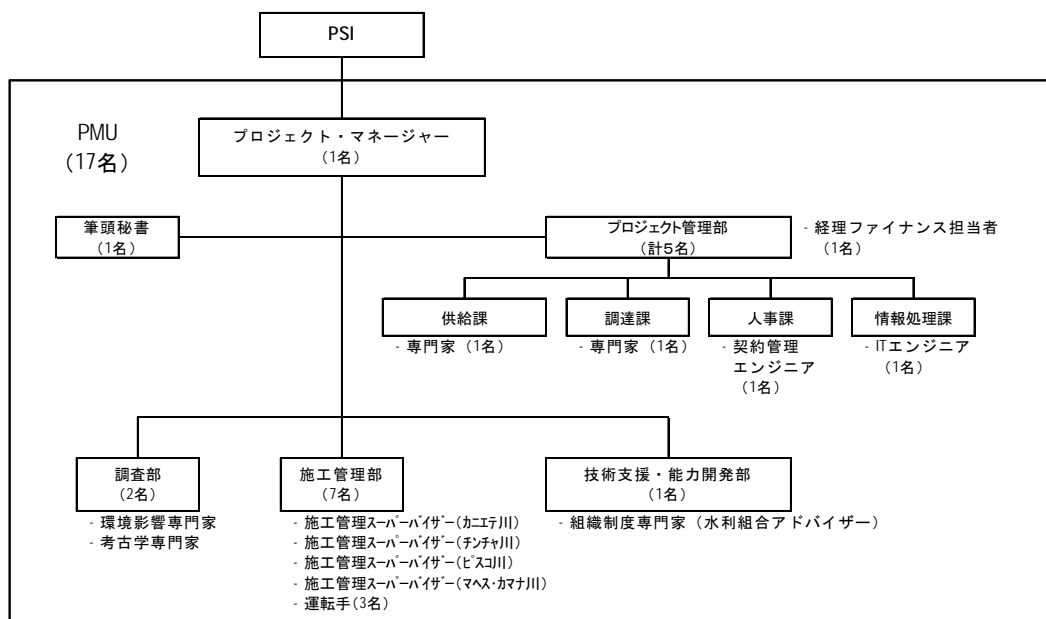 PSI
PMU
（17名）
プロジェクト・マネージャー
（1名）
筆頭秘書
（1名）
プロジェクト管理部
（計5名）
- 経理ファイナンス担当者
（1名）
供給課
- 専門家（1名）
調達課
- 専門家（1名）
人事課
- 契約管理
エンジニア
（1名）
情報処理課
- ITエンジニア
（1名）
調査部
（2名）
- 環境影響専門家
- 考古学専門家
施工管理部
（7名）
- 施工管理スーパーバイザー（カニエテ川）
- 施工管理スーパーバイザー（チンチャ川）
- 施工管理スーパーバイザー（ピスコ川）
- 施工管理スーパーバイザー（マヘス・カマナ川）
- 運転手（3名）
技術支援・能力開発部
（1名）
- 組織制度専門家（水利組合アドバイザー）